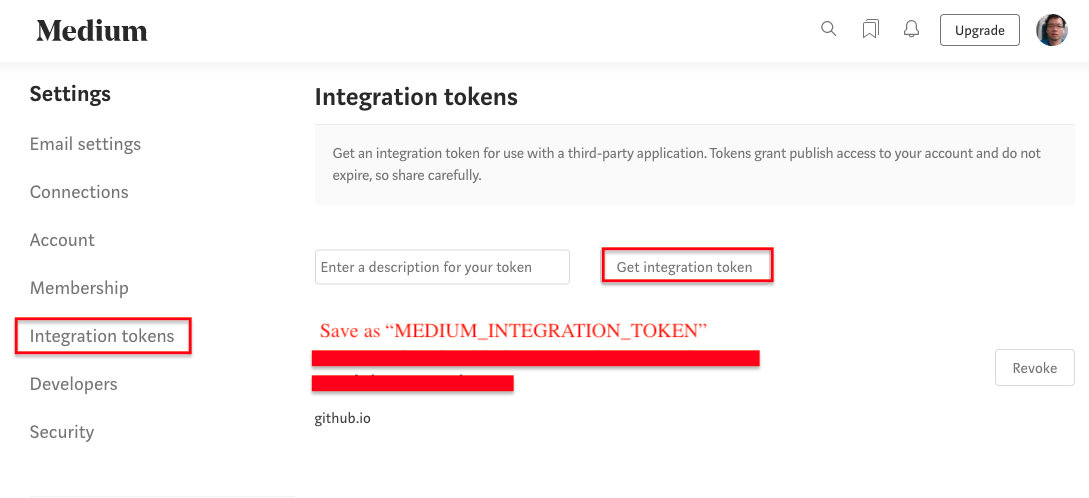 Medium
Upgrade
Settings
Email settings
Connections
Account
Membership
Integration tokens
Developers
Security
Integration tokens
Get an integration token for use with a third-party application. Tokens grant publish access to your account and do not
expire, so share carefully.
Enter a description for your token
Get integration token
Save as “MEDIUM_INTEGRATION_TOKEN”
Revoke
github.io